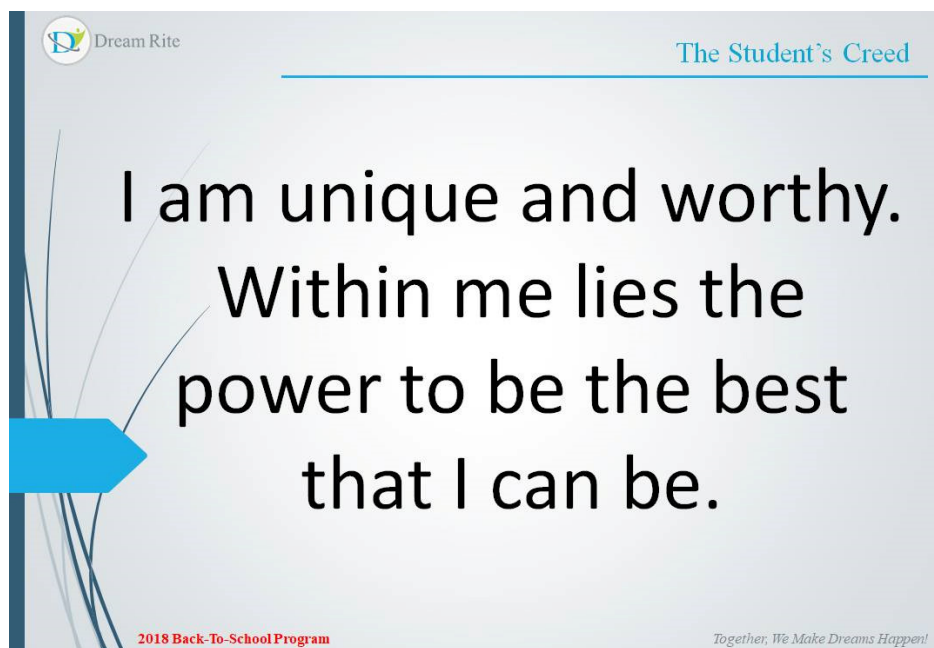 Dream Rite
The Student's Creed
I am unique and worthy.
Within me lies the
power to be the best
that I can be.
2018 Back-To-School Program
Together, We Make Dreams Happen!